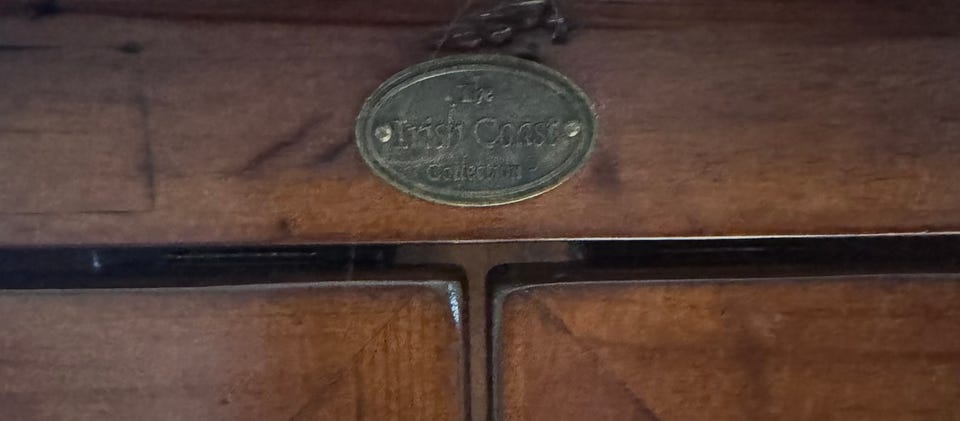 The
Irish Coast
Collection